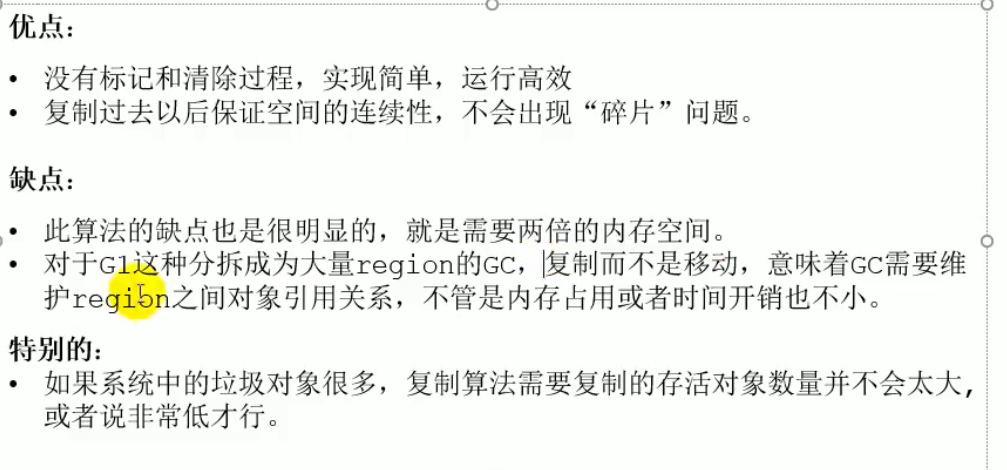 优点：
• 没有标记和清除过程，实现简单，运行高效
• 复制过去以后保证空间的连续性，不会出现“碎片”问题。
缺点：
• 此算法的缺点也是很明显的，就是需要两倍的内存空间。
• 对于G1这种分拆成为大量region的GC，复制而不是移动，意味着GC需要维
护region之间对象引用关系，不管是内存占用或者时间开销也不小。
特别的：
• 如果系统中的垃圾对象很多，复制算法需要复制的存活对象数量并不会太大，
或者说非常低才行。